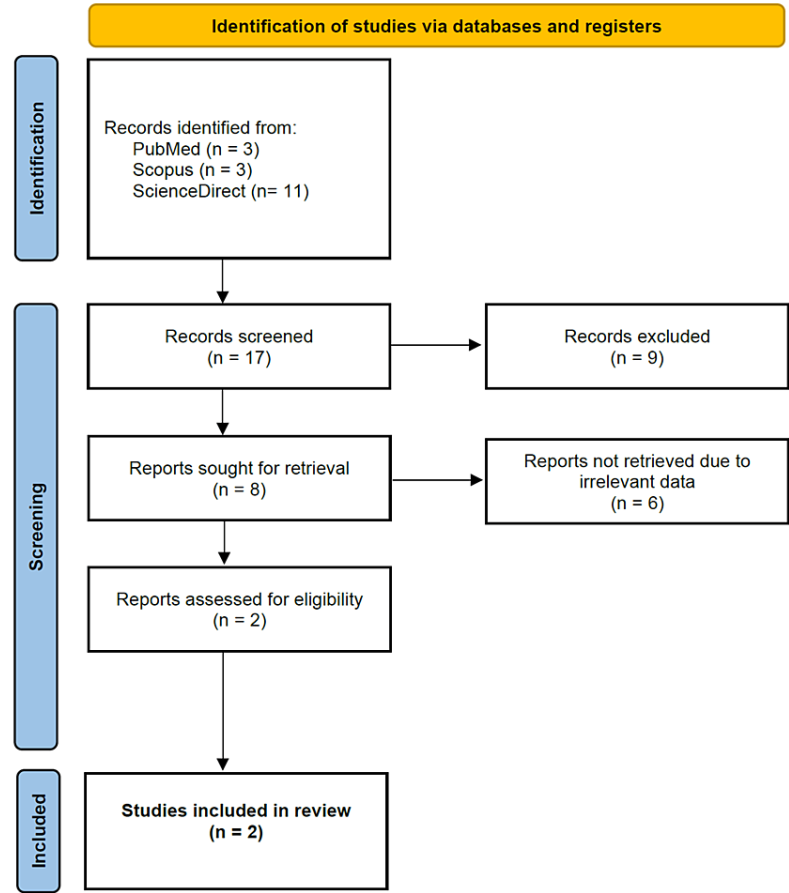 Identification of studies via databases and registers
Identification
Records identified from:
PubMed (n = 3)
Scopus (n = 3)
ScienceDirect (n= 11)
Screening
Records screened
(n = 17)
Records excluded
(n = 9)
Reports sought for retrieval
(n = 8)
Reports not retrieved due to
irrelevant data
(n = 6)
Reports assessed for eligibility
(n = 2)
Included
Studies included in review
(n = 2)